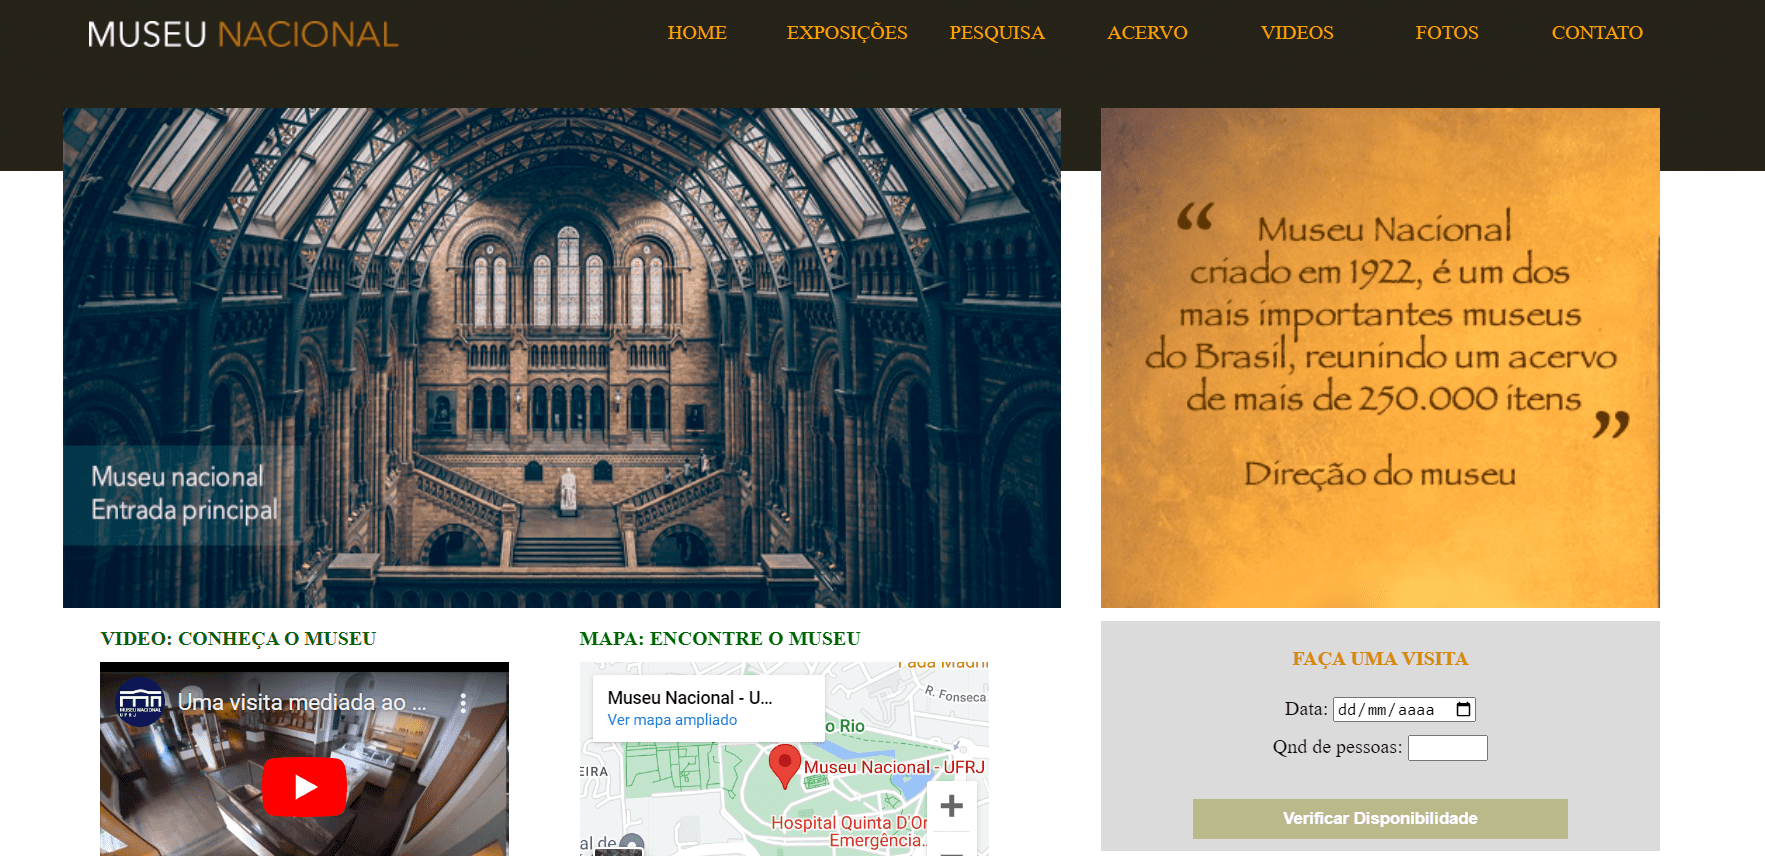 MUSEU NACIONAL
HOME EXPOSIÇÕES PESQUISA ACERVO VIDEOS FOTOS CONTATO
Museu nacional
Entrada principal
“ Museu Nacional
criado em 1922, é um dos
mais importantes museus
do Brasil, reunindo um acervo
de mais de 250.000 itens ”
Direção do museu
VIDEO: CONHEÇA O MUSEU
MUSEU NACIONAL
UFRJ
Uma visita mediada ao ...
MAPA: ENCONTRE O MUSEU
Museu Nacional - U...
Ver mapa ampliado
R. Fonseca
o Rio
EIRA
Museu Nacional - UFRJ
+
Hospital Quinta D'Or
Emergência...
al de
FAÇA UMA VISITA
Data: dd/mm/aaaa
Qnd de pessoas:
Verificar Disponibilidade